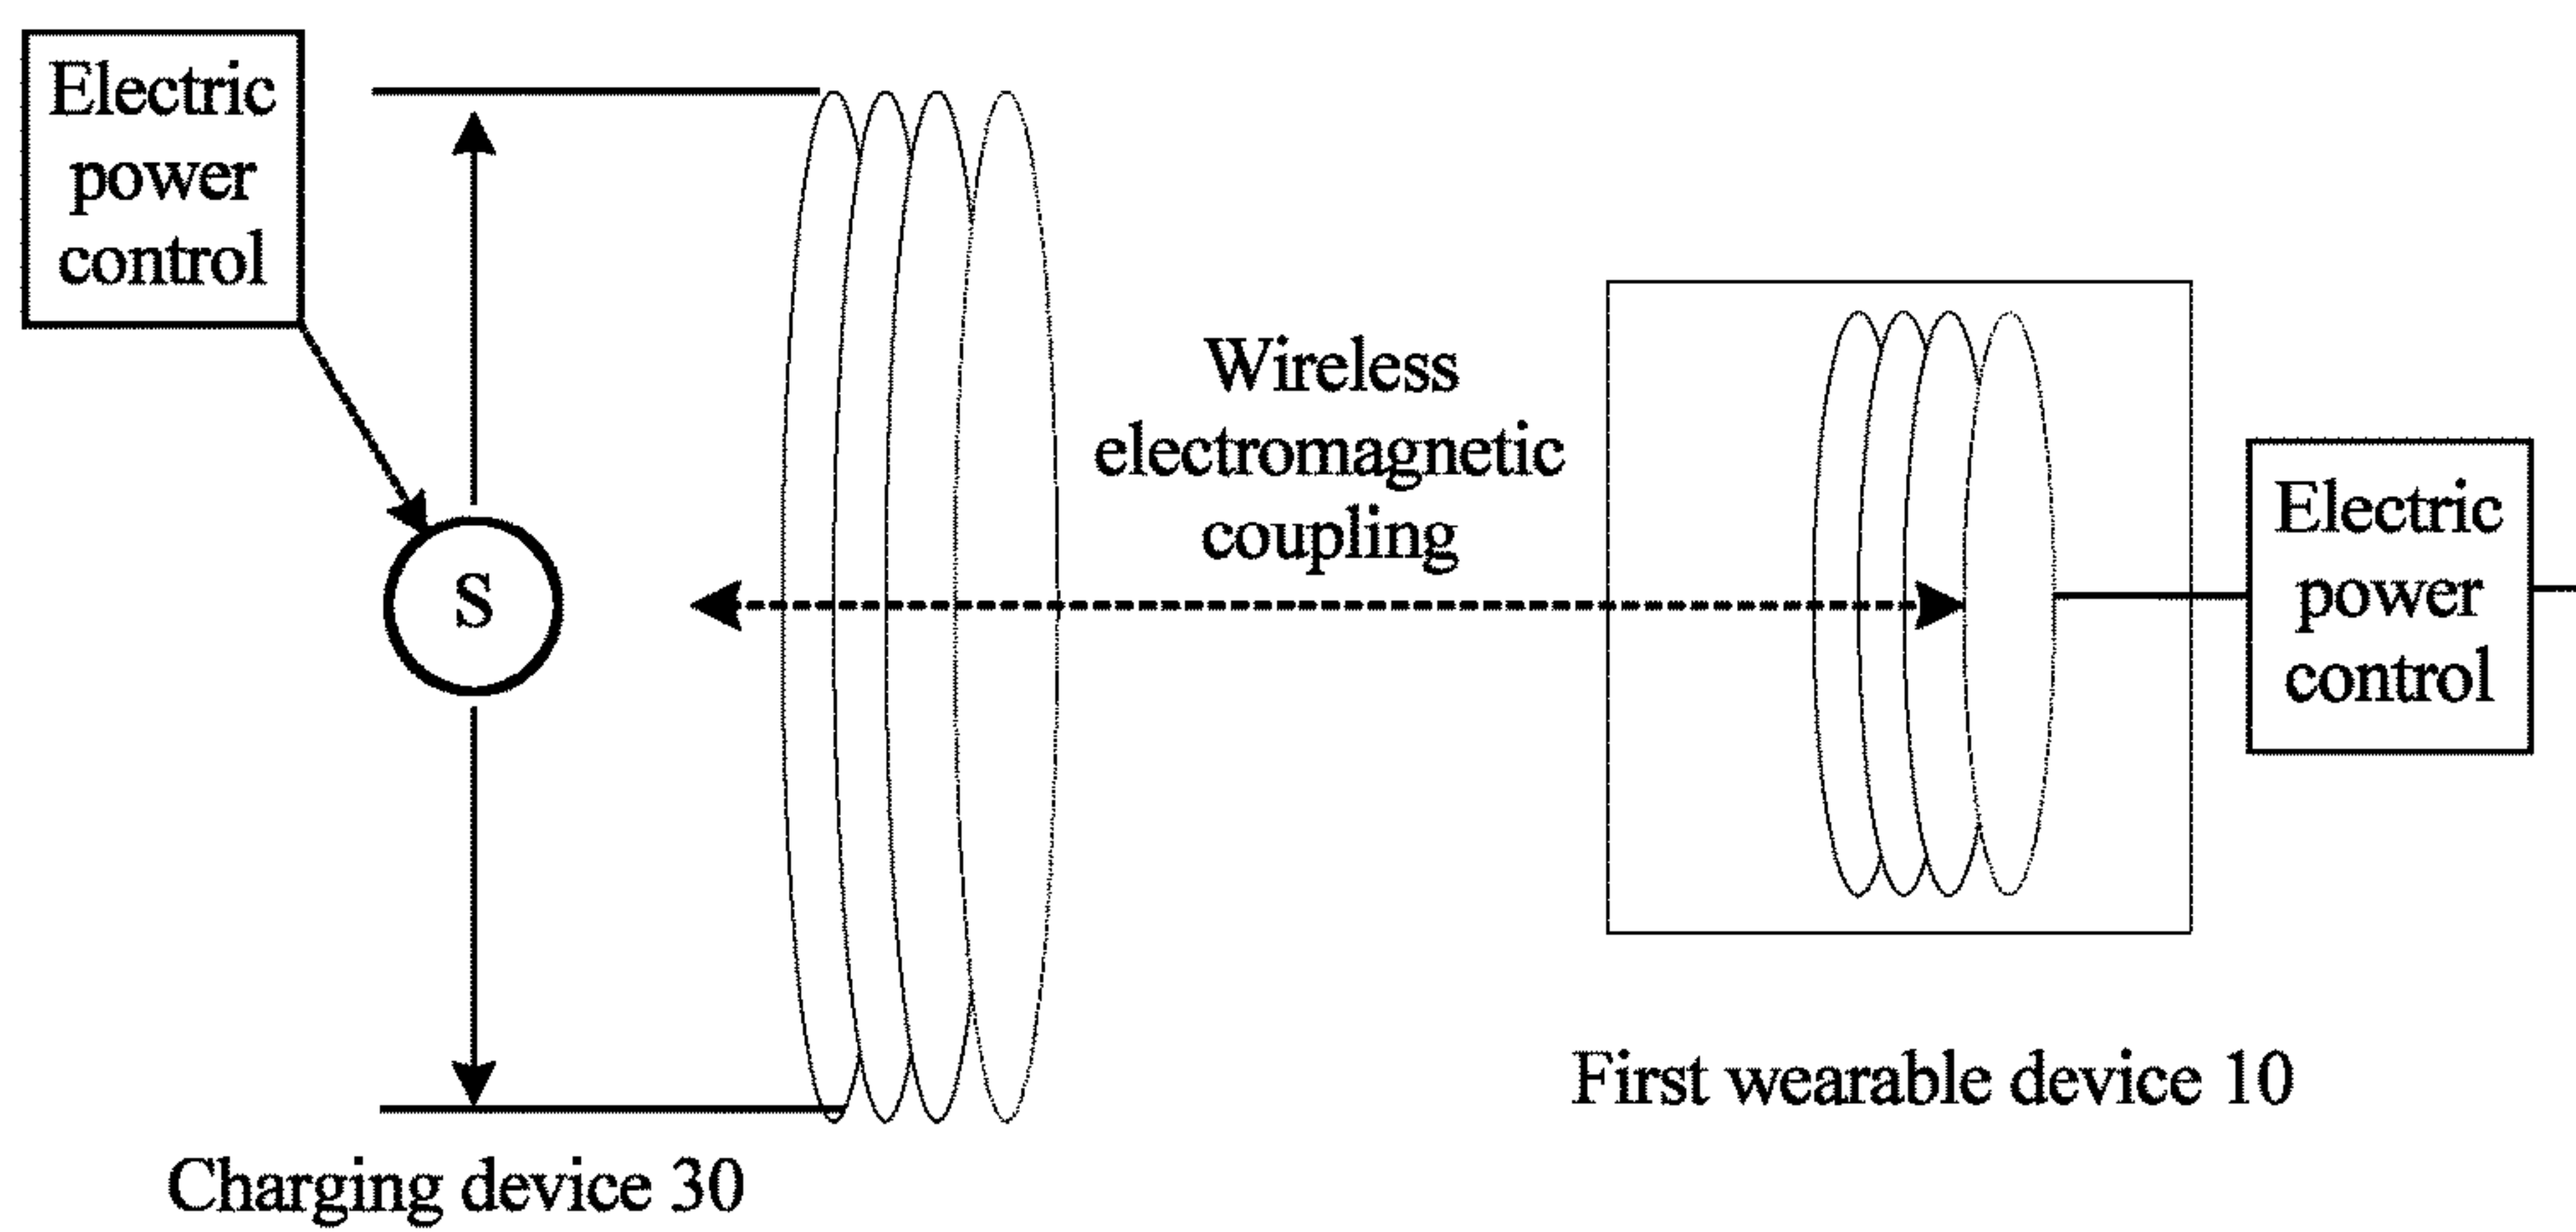 Electric
power
control
S
Wireless
electromagnetic
coupling
Electric
power
control
First wearable device 10
Charging device 30